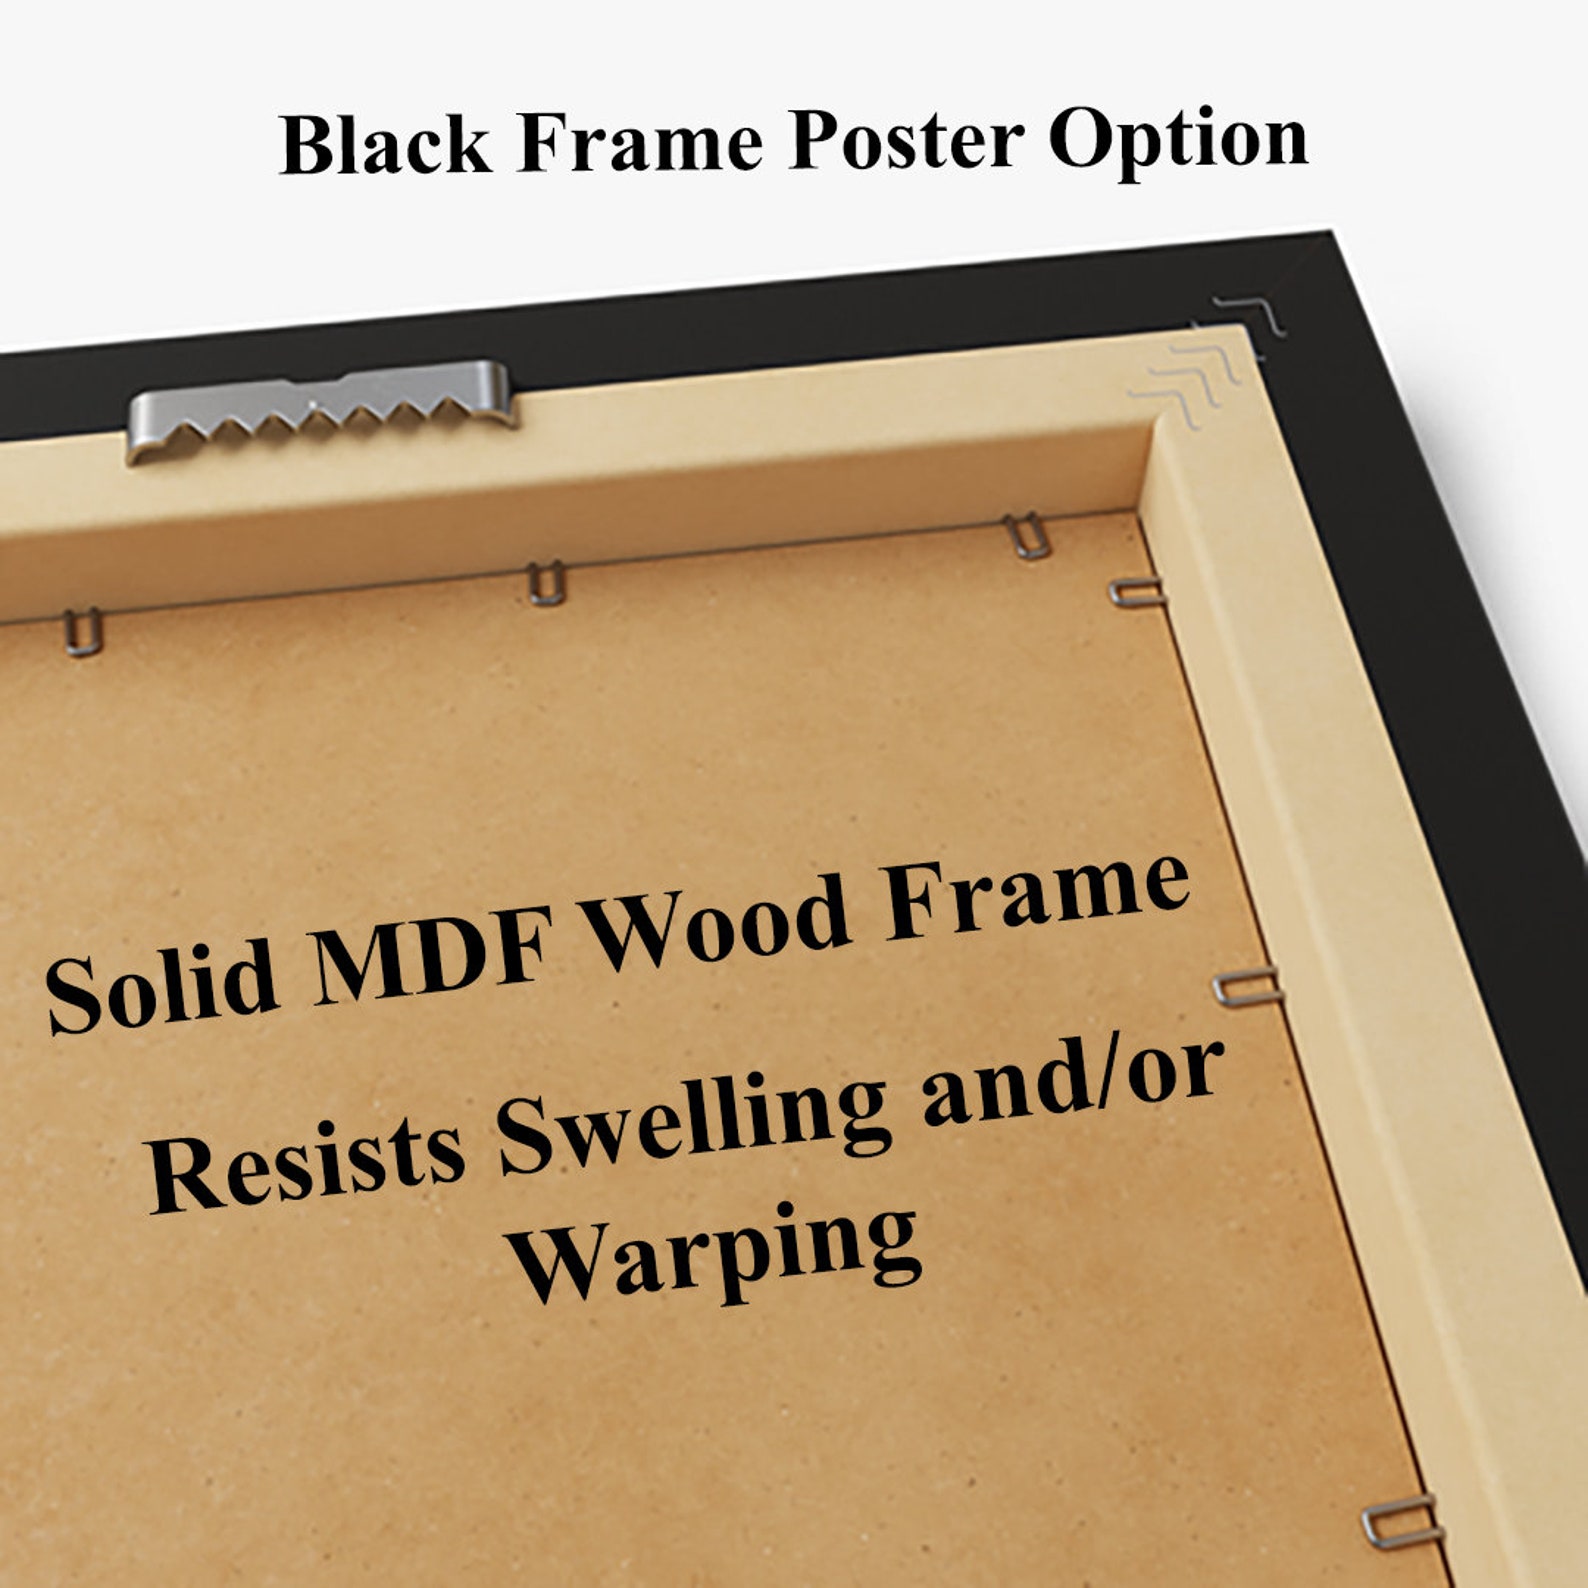 Black Frame Poster Option
Solid MDF Wood Frame
Resists Swelling and/or
Warping